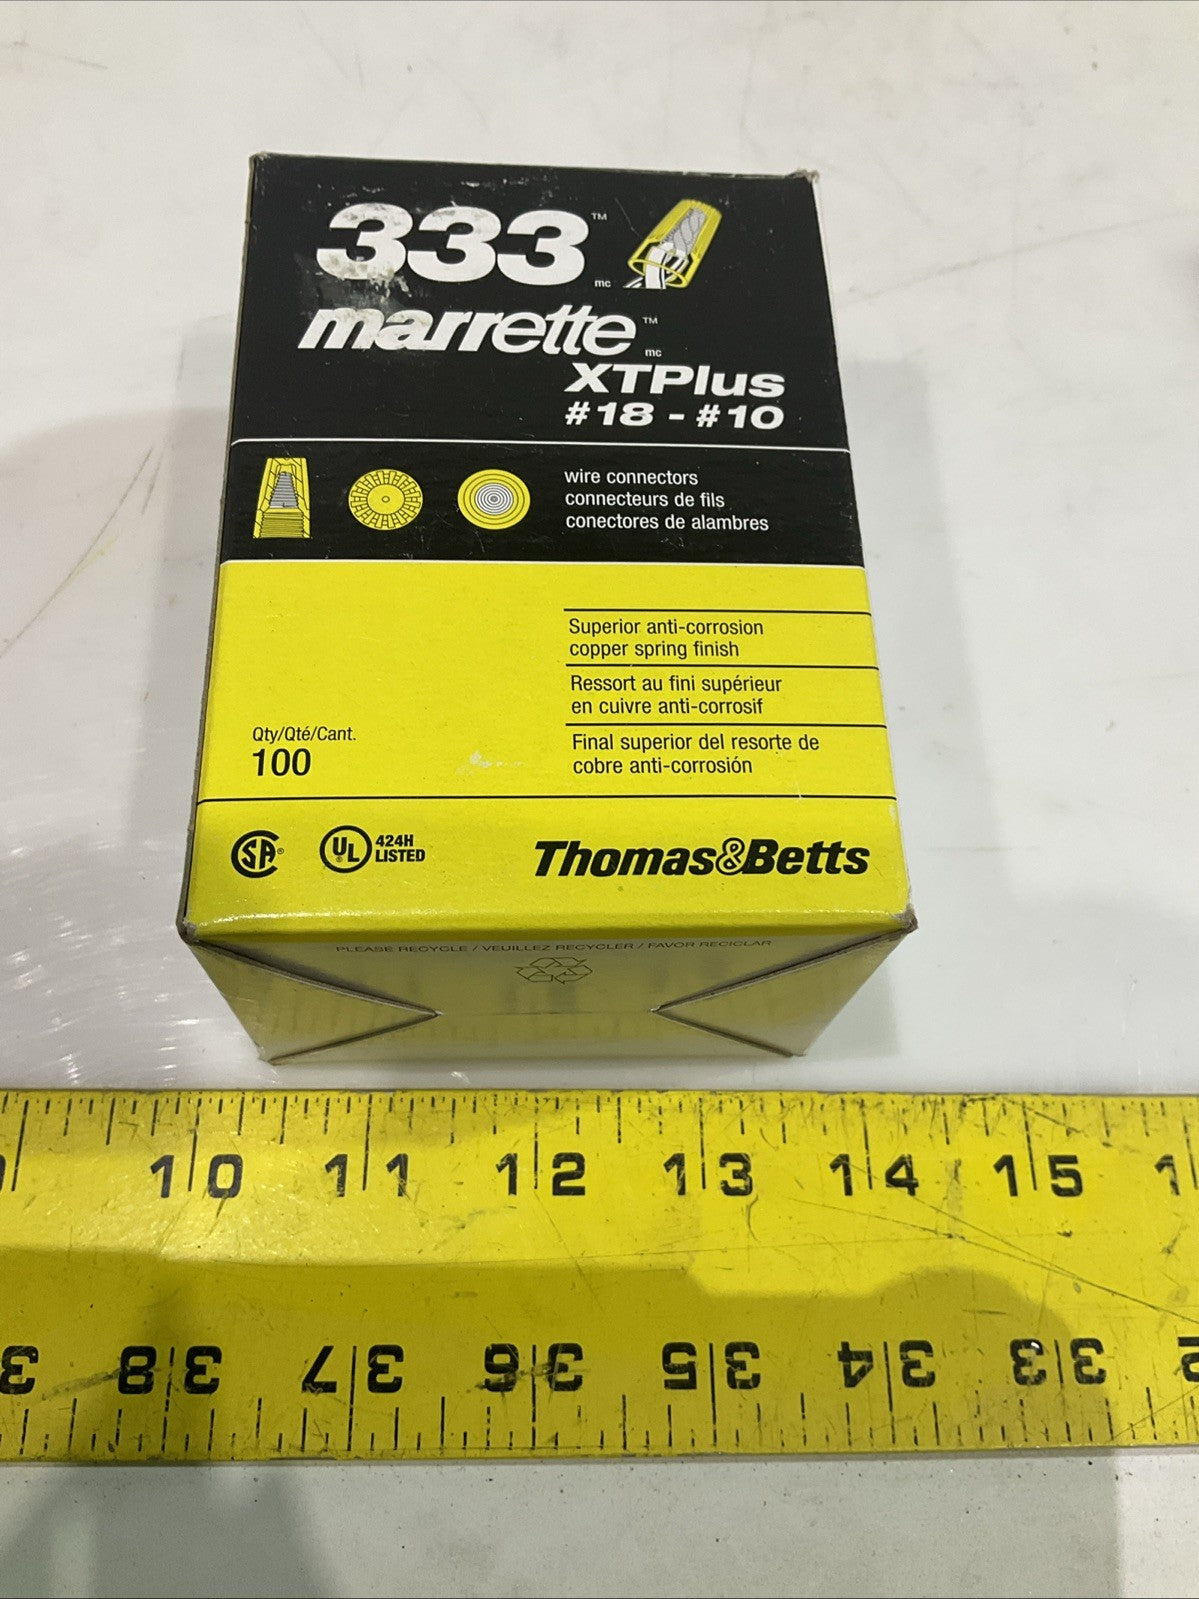 333™
mc
marrette™
mc
XTPlus
#18 - #10
wire connectors
connecteurs de fils
conectores de alambres
Superior anti-corrosion
copper spring finish
Ressort au fini supérieur
en cuivre anti-corrosif
Final superior del resorte de
cobre anti-corrosión
Qty/Qté/Cant.
100
SA®
UL 424H
LISTED
Thomas&Betts
PLEASE RECYCLE / VEUILLEZ RECYCLER / FAVOR RECICLAR
10 11 12 13 14 15
38 37 36 35 34 33